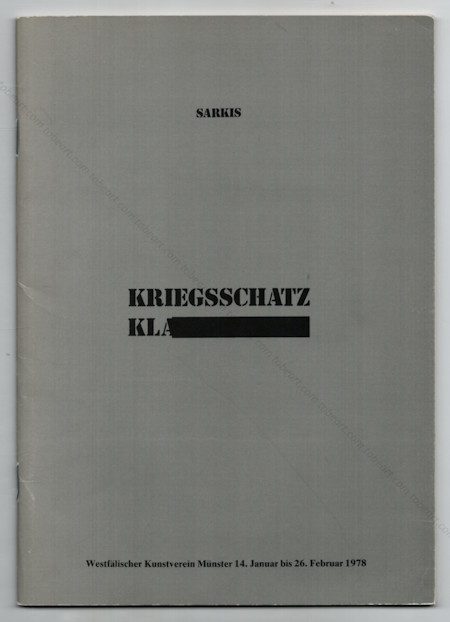 SARKIS
KRIEGSSCHATZ
KLA
Westfälischer Kunstverein Münster 14. Januar bis 26. Februar 1978